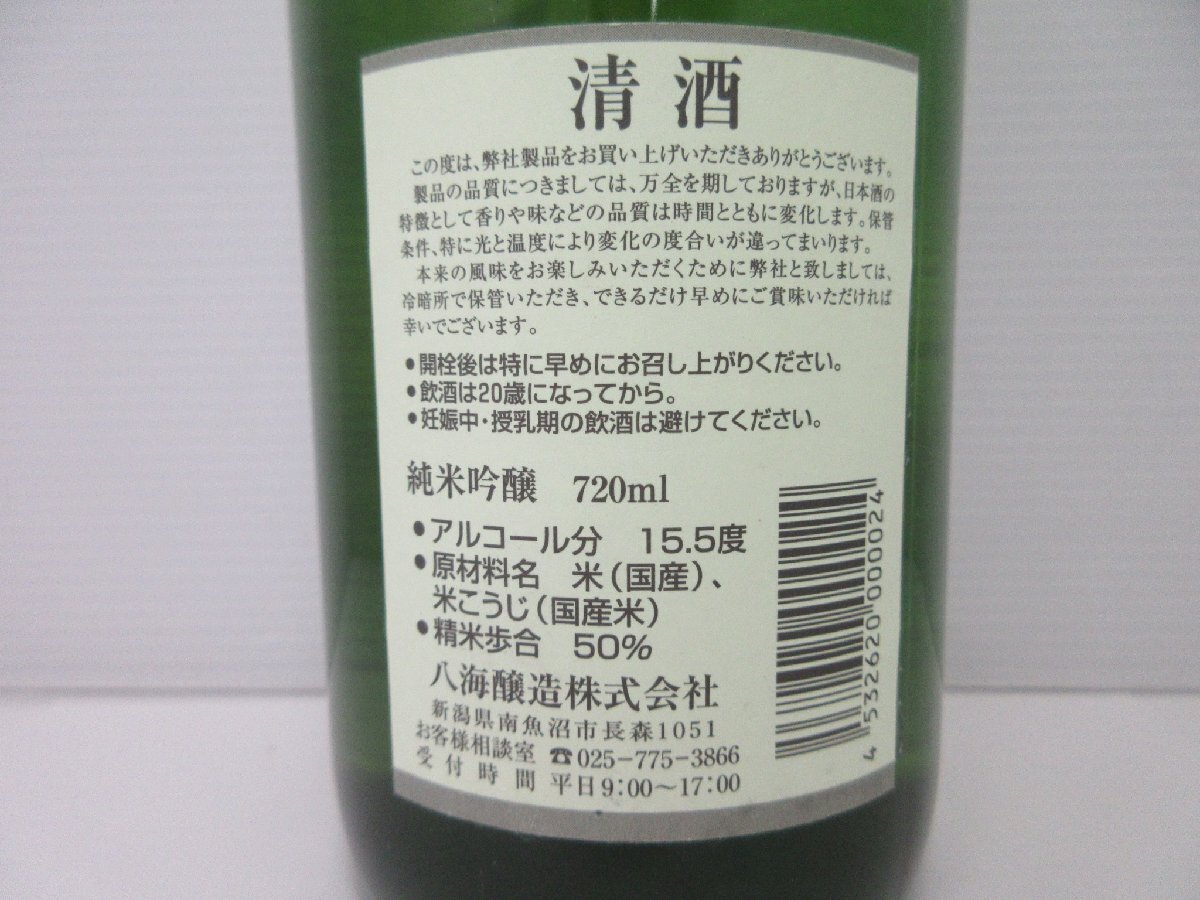 清酒
この度は、弊社製品をお買い上げいただきありがとうございます。
製品の品質につきましては、万全を期しておりますが、日本酒の
特徴として香りや味などの品質は時間とともに変化します。保管
条件、特に光と温度により変化の度合いが違ってまいります。
本来の風味をお楽しみいただくために弊社と致しましては、
冷暗所で保管いただき、できるだけ早めにご賞味いただければ
幸いでございます。
●開栓後は特に早めにお召し上がりください。
●飲酒は20歳になってから。
●妊娠中・授乳期の飲酒は避けてください。
純米吟醸 720ml
●アルコール分 15.5度
●原材料名 米(国産)、
米こうじ(国産米)
●精米歩合 50%
八海醸造株式会社
新潟県南魚沼市長森1051
お客様相談室 ☎025-775-3866
受付時間 平日9:00〜17:00
4 532620 000024